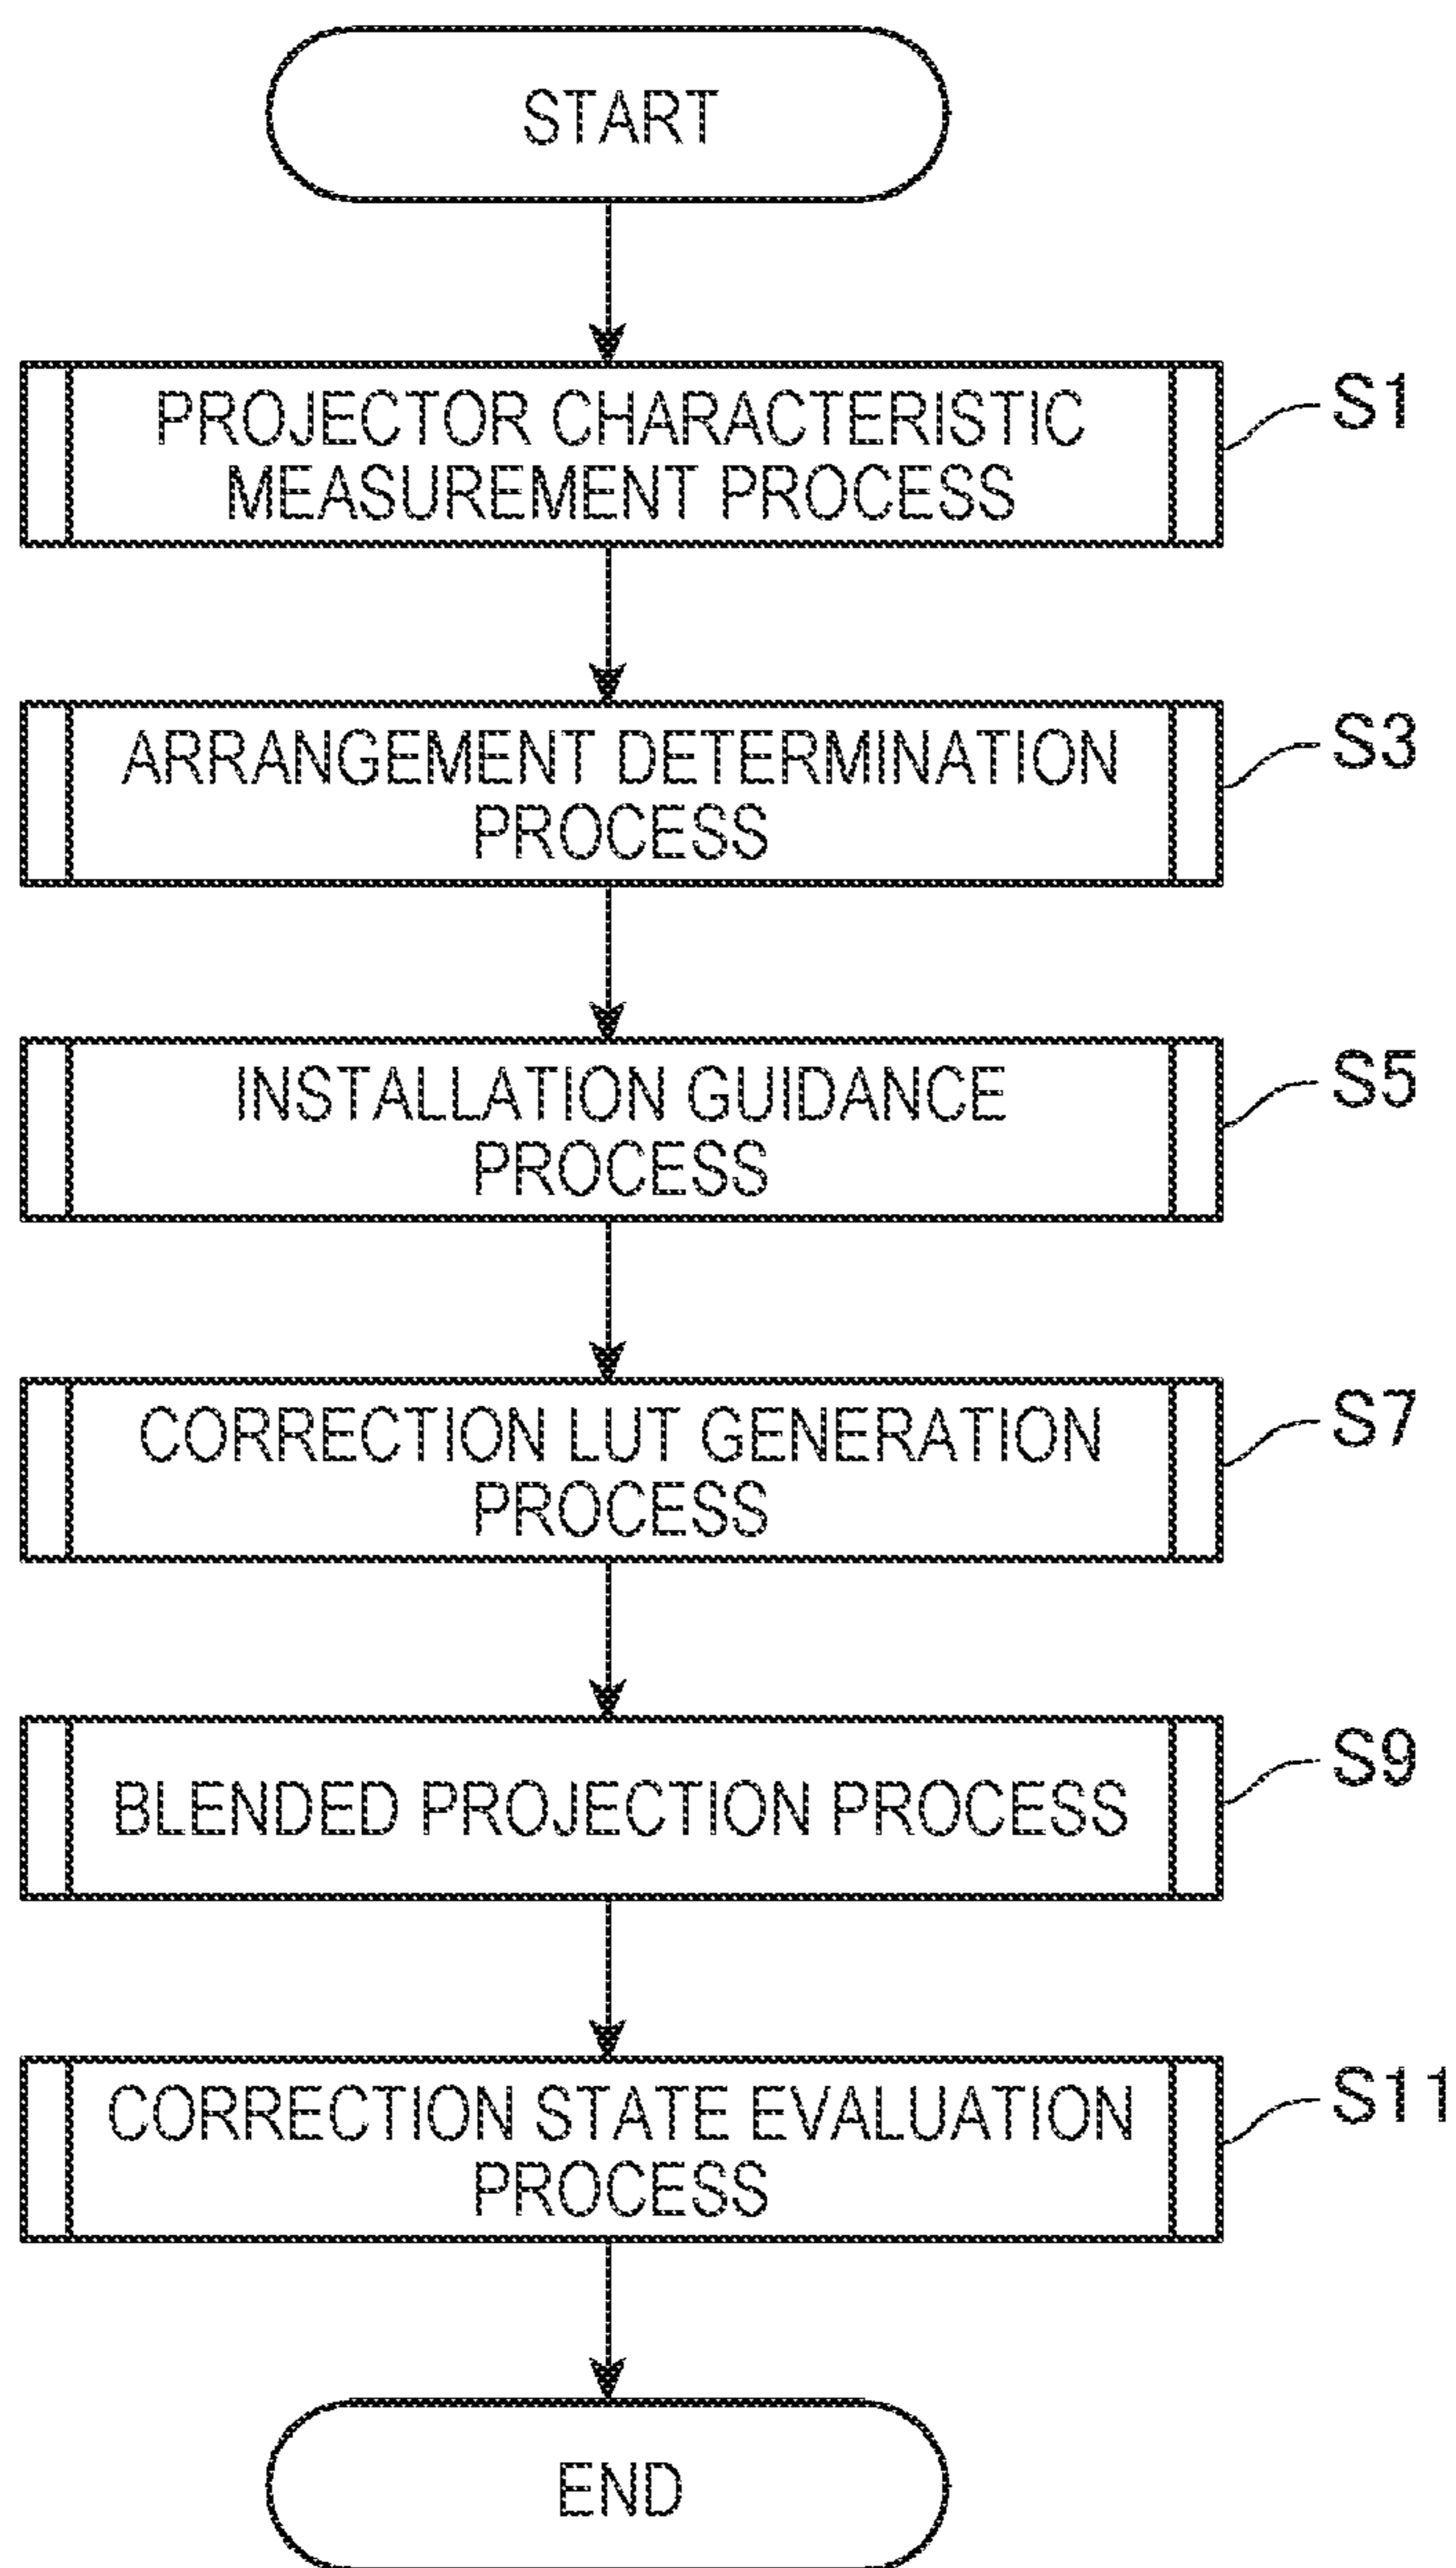 START
PROJECTOR CHARACTERISTIC
MEASUREMENT PROCESS
S1
ARRANGEMENT DETERMINATION
PROCESS
S3
INSTALLATION GUIDANCE
PROCESS
S5
CORRECTION LUT GENERATION
PROCESS
S7
BLENDED PROJECTION PROCESS
S9
CORRECTION STATE EVALUATION
PROCESS
S11
END